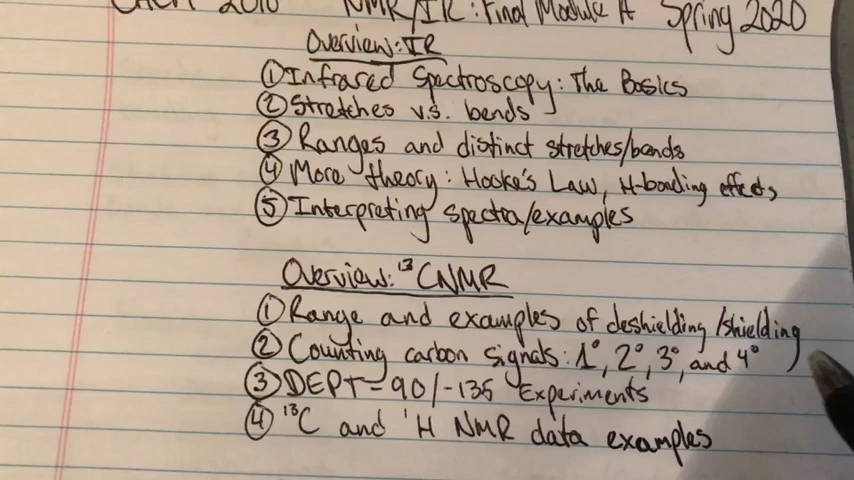 CHEM 2010 NMR/IR: Final Module A Spring 2020
Overview: IR
① Infrared Spectroscopy: The Basics
② Stretches v.s. bends
③ Ranges and distinct stretches/bends
④ More theory: Hooke's Law, H-bonding effects
⑤ Interpreting spectra/examples
Overview: ¹³CNMR
① Range and examples of deshielding/shielding
② Counting carbon signals: 1°, 2°, 3°, and 4°
③ DEPT-90/-135 Experiments
④ ¹³C and ¹H NMR data examples